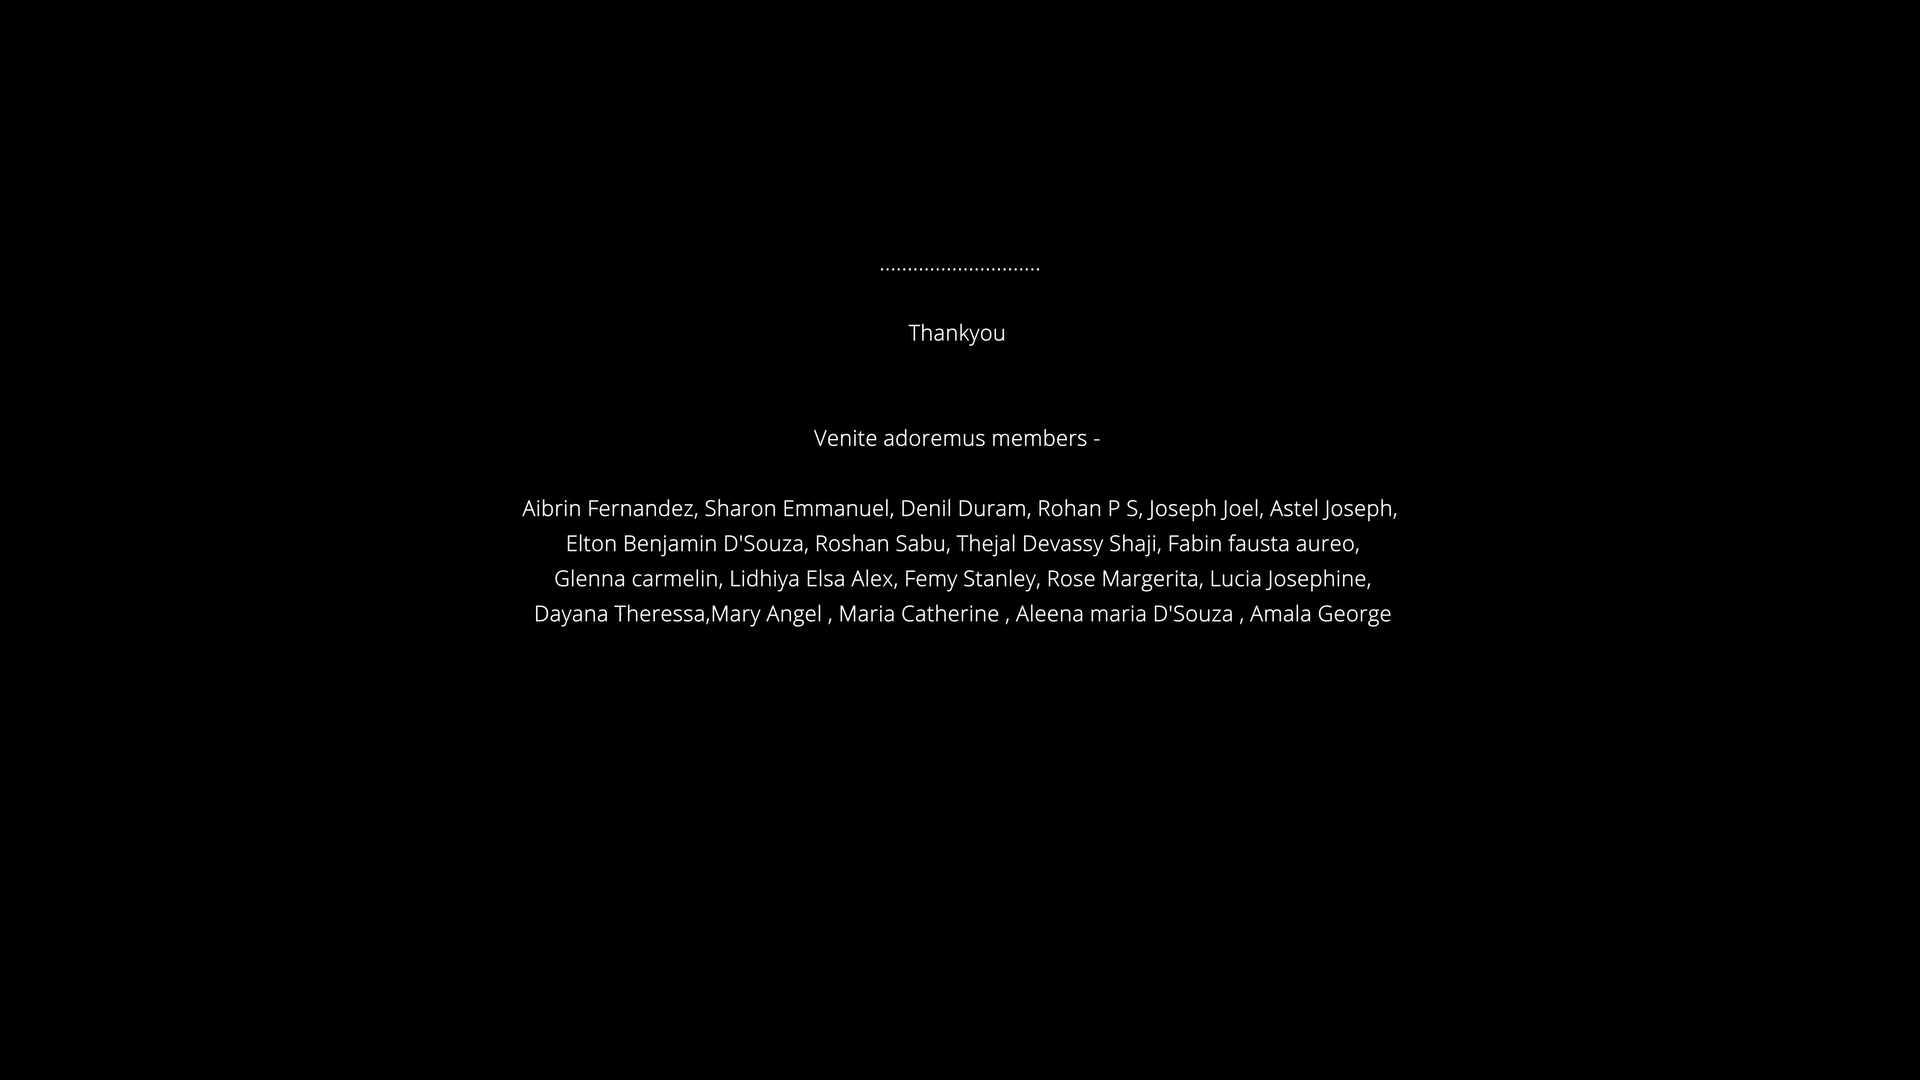 .............................
Thankyou
Venite adoremus members -
Aibrin Fernandez, Sharon Emmanuel, Denil Duram, Rohan P S, Joseph Joel, Astel Joseph,
Elton Benjamin D'Souza, Roshan Sabu, Thejal Devassy Shaji, Fabin fausta aureo,
Glenna carmelin, Lidhiya Elsa Alex, Femy Stanley, Rose Margerita, Lucia Josephine,
Dayana Theressa,Mary Angel , Maria Catherine , Aleena maria D'Souza , Amala George